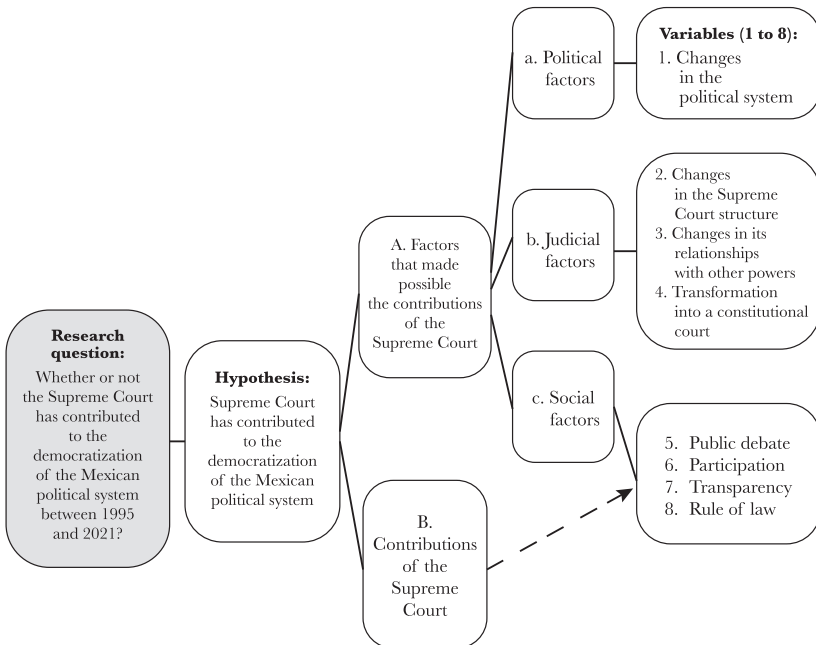 Research
question:
Whether or not
the Supreme Court
has contributed
to the
democratization
of the Mexican
political system
between 1995
and 2021?
Hypothesis:
Supreme Court
has contributed
to the
democratization
of the Mexican
political system
A. Factors
that made
possible
the contributions
of the
Supreme Court
B.
Contributions
of the
Supreme
Court
a. Political
factors
b. Judicial
factors
c. Social
factors
Variables (1 to 8):
1. Changes
in the
political system
2. Changes
in the Supreme
Court structure
3. Changes in its
relationships
with other powers
4. Transformation
into a constitutional
court
5. Public debate
6. Participation
7. Transparency
8. Rule of law